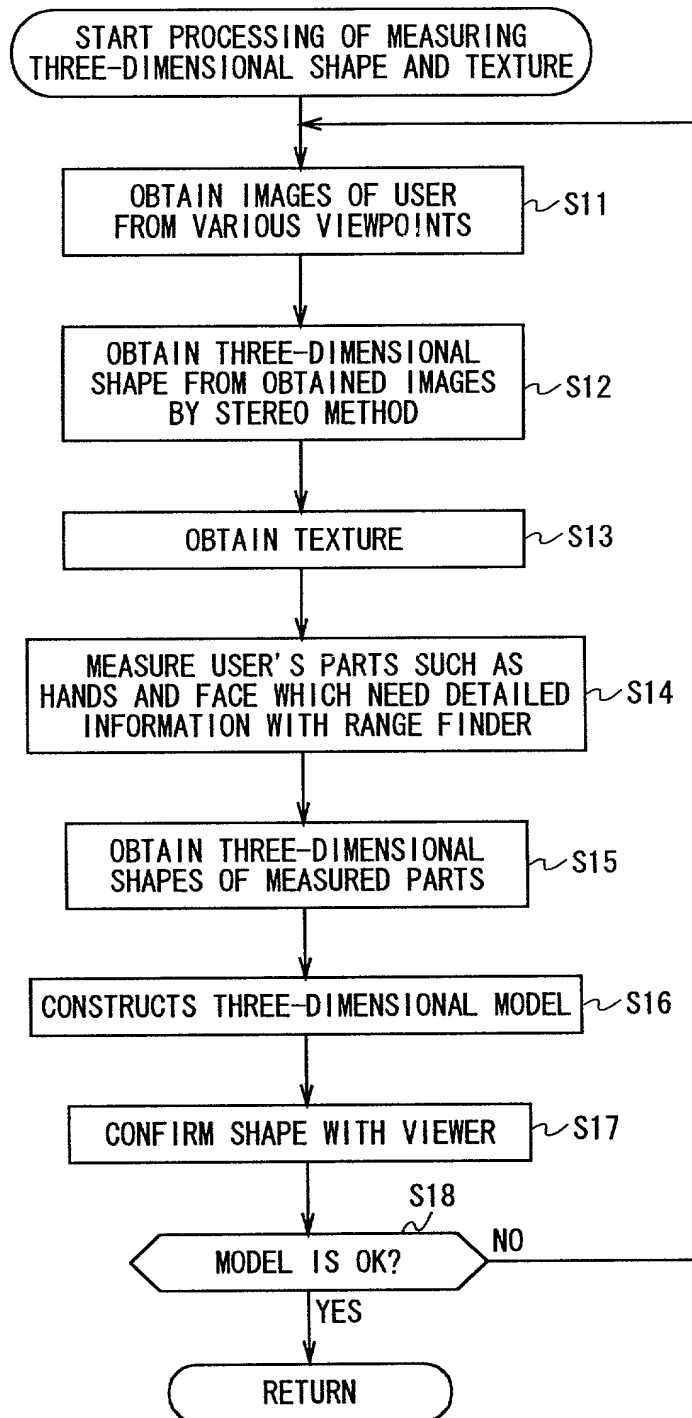 START PROCESSING OF MEASURING
THREE-DIMENSIONAL SHAPE AND TEXTURE
OBTAIN IMAGES OF USER
FROM VARIOUS VIEWPOINTS
S11
OBTAIN THREE-DIMENSIONAL
SHAPE FROM OBTAINED IMAGES
BY STEREO METHOD
S12
OBTAIN TEXTURE
S13
MEASURE USER'S PARTS SUCH AS
HANDS AND FACE WHICH NEED DETAILED
INFORMATION WITH RANGE FINDER
S14
OBTAIN THREE-DIMENSIONAL
SHAPES OF MEASURED PARTS
S15
CONSTRUCTS THREE-DIMENSIONAL MODEL
S16
CONFIRM SHAPE WITH VIEWER
S17
S18
MODEL IS OK?
NO
YES
RETURN